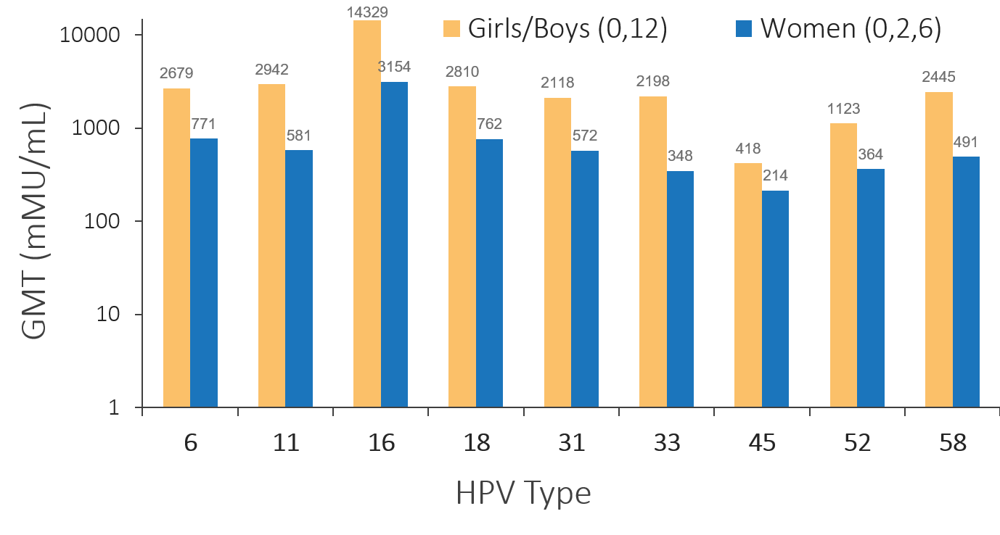 14329
10000
Girls/Boys (0,12) Women (0,2,6)
2679 2942 3154 2810 2118 2198 2445
1123
1000 771 581 762 572 348 418 214 364 491
100
10
1
6 11 16 18 31 33 45 52 58
GMT (mMU/mL)
HPV Type